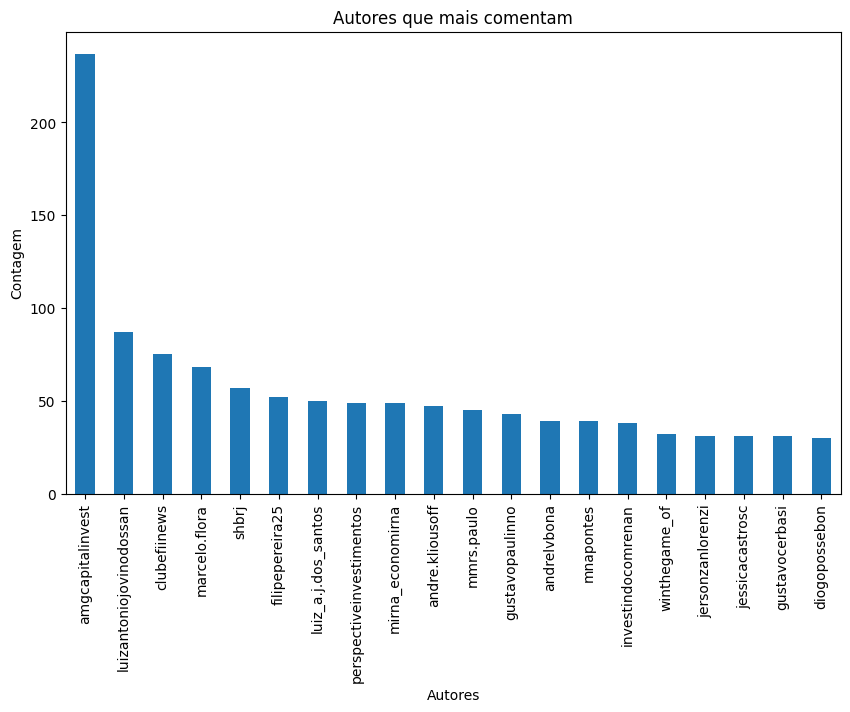 Autores que mais comentam
Contagem
200
150
100
50
0
amgcapitalinvest
luizantoniojovinodossan
clubefiinews
marcelo.flora
shbrj
filipepereira25
luiz_a.j.dos_santos
perspectiveinvestimentos
mirna_economirna
andre.kliousoff
mmrs.paulo
gustavopaulinno
andrelvbona
mnapontes
investindocomrenan
winthegame_of
jersonzanlorenzi
jessicacastrosc
gustavocerbasi
diogopossebon
Autores